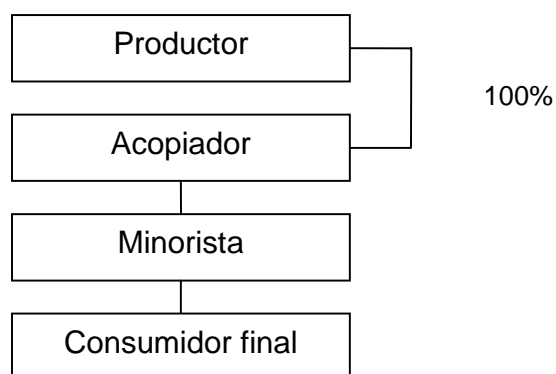 Productor
100%
Acopiador
Minorista
Consumidor final